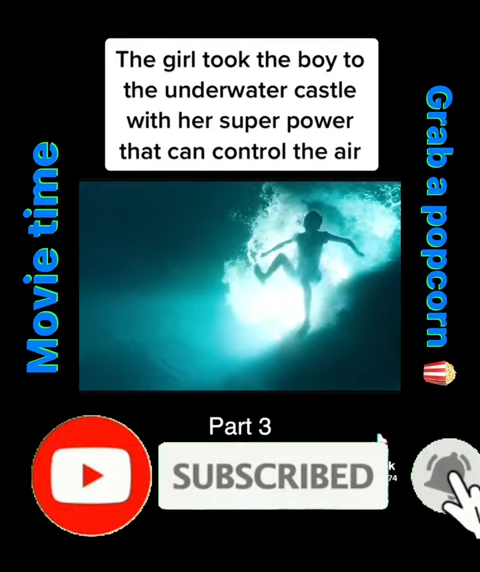 The girl took the boy to
the underwater castle
with her super power
that can control the air
Movie time
Grab a popcorn
Part 3
SUBSCRIBED
k
74